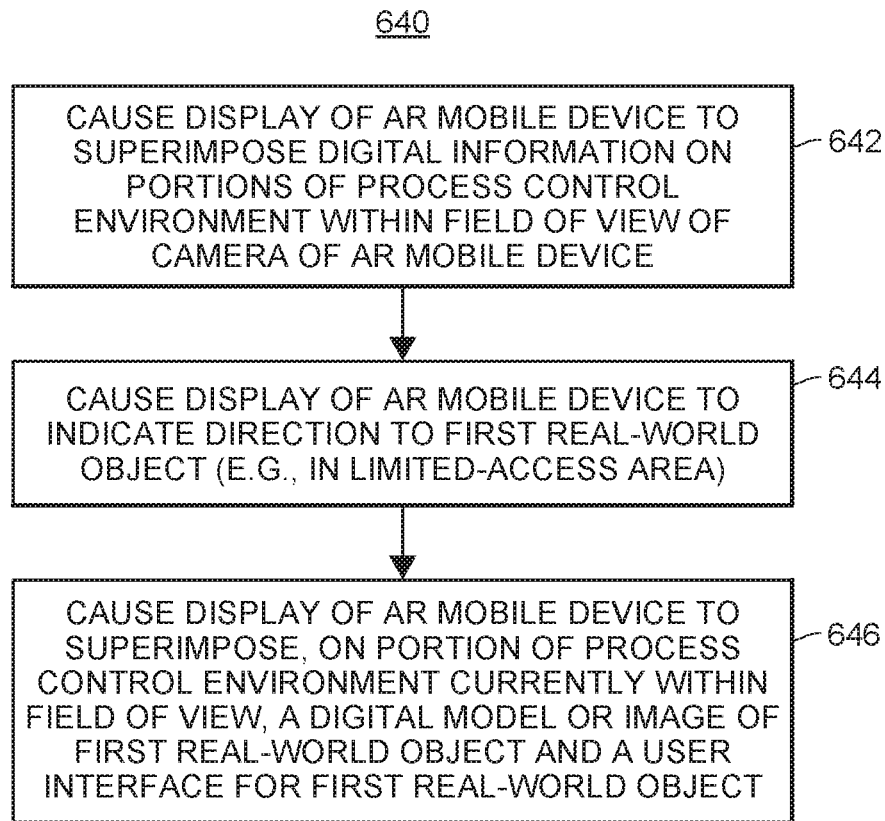 640
CAUSE DISPLAY OF AR MOBILE DEVICE TO
SUPERIMPOSE DIGITAL INFORMATION ON
PORTIONS OF PROCESS CONTROL
ENVIRONMENT WITHIN FIELD OF VIEW OF
CAMERA OF AR MOBILE DEVICE
642
CAUSE DISPLAY OF AR MOBILE DEVICE TO
INDICATE DIRECTION TO FIRST REAL-WORLD
OBJECT (E.G., IN LIMITED-ACCESS AREA)
644
CAUSE DISPLAY OF AR MOBILE DEVICE TO
SUPERIMPOSE, ON PORTION OF PROCESS
CONTROL ENVIRONMENT CURRENTLY WITHIN
FIELD OF VIEW, A DIGITAL MODEL OR IMAGE OF
FIRST REAL-WORLD OBJECT AND A USER
INTERFACE FOR FIRST REAL-WORLD OBJECT
646